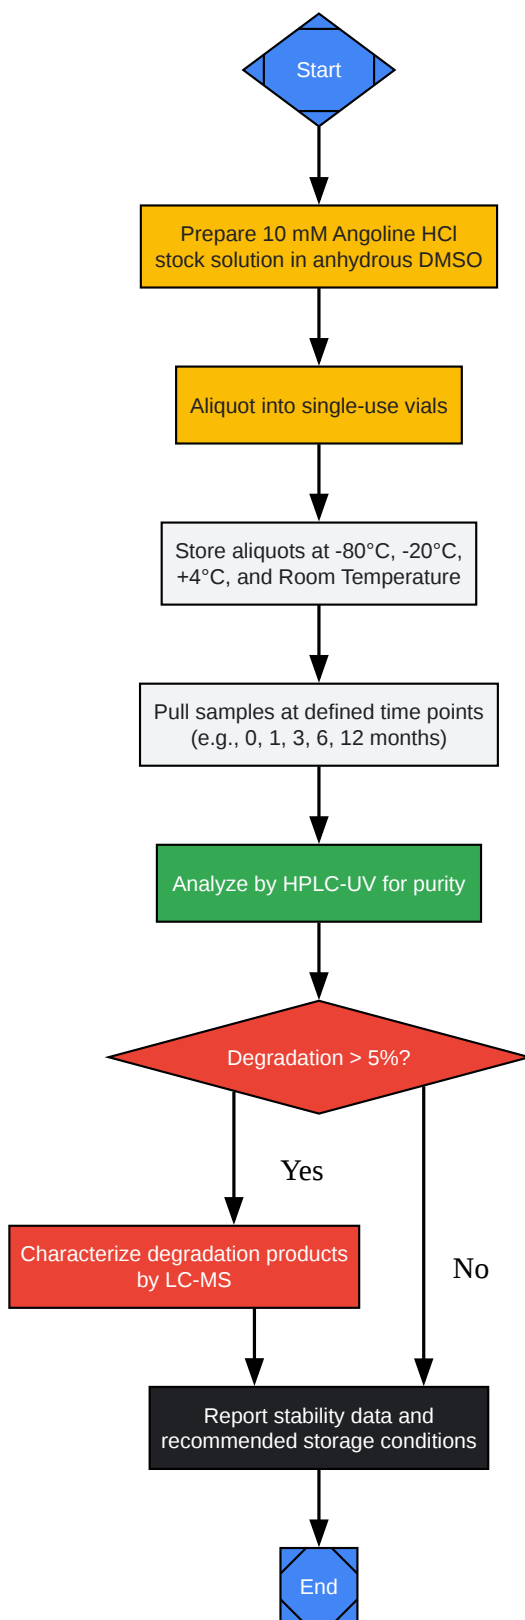 Start
Prepare 10 mM Angoline HCl
stock solution in anhydrous DMSO
Aliquot into single-use vials
Store aliquots at -80°C, -20°C,
+4°C, and Room Temperature
Pull samples at defined time points
(e.g., 0, 1, 3, 6, 12 months)
Analyze by HPLC-UV for purity
Degradation > 5%?
Yes
Characterize degradation products
by LC-MS
No
Report stability data and
recommended storage conditions
End